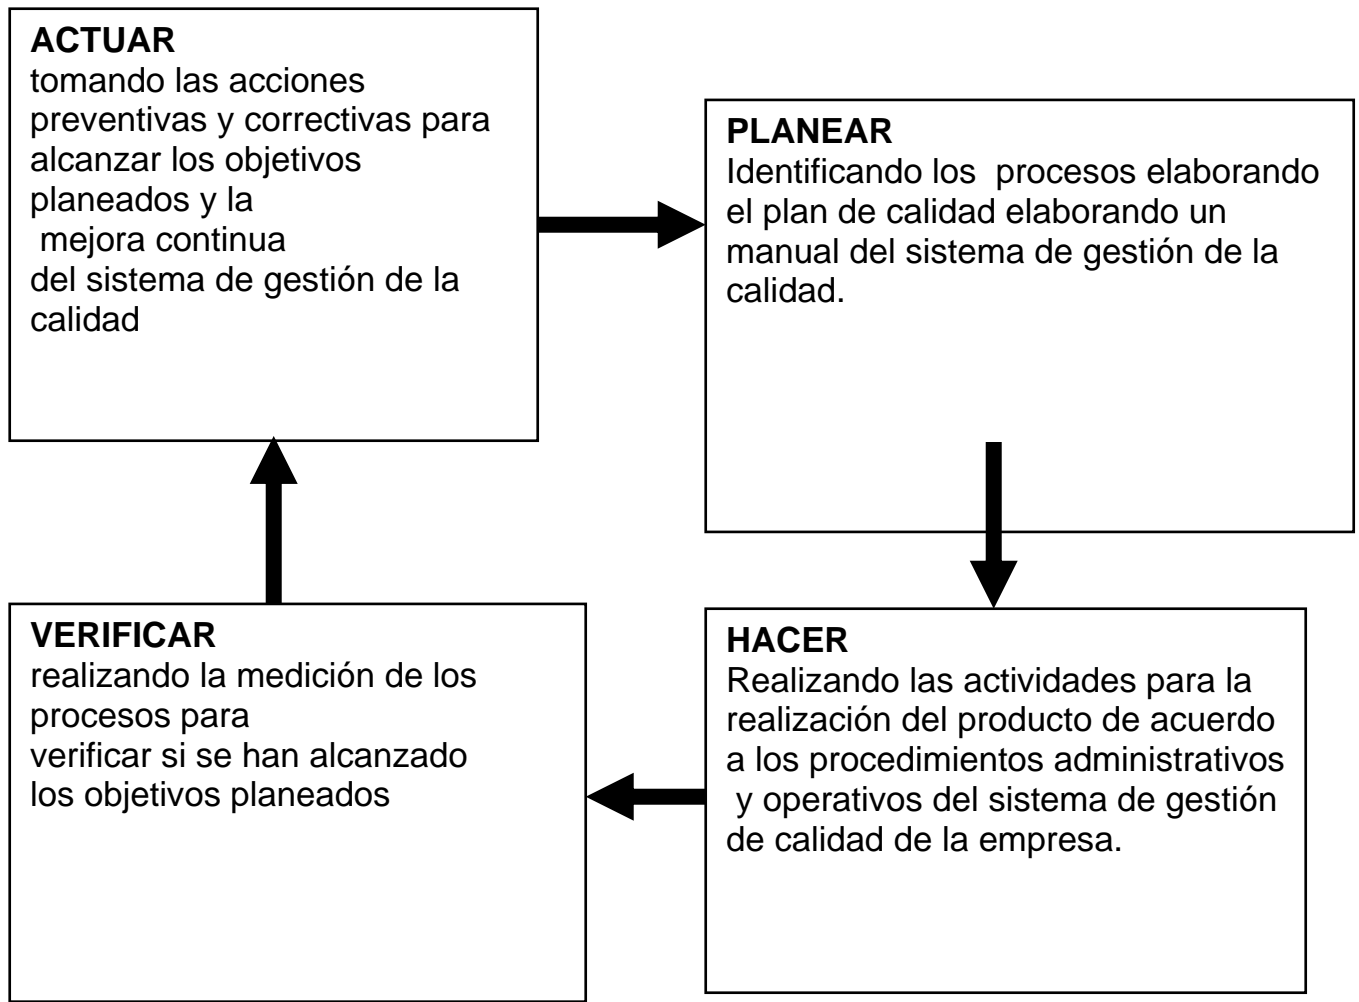 ACTUAR
tomando las acciones
preventivas y correctivas para
alcanzar los objetivos
planeados y la
mejora continua
del sistema de gestión de la
calidad
PLANEAR
Identificando los  procesos elaborando
el plan de calidad elaborando un
manual del sistema de gestión de la
calidad.
VERIFICAR
realizando la medición de los
procesos para
verificar si se han alcanzado
los objetivos planeados
HACER
Realizando las actividades para la
realización del producto de acuerdo
a los procedimientos administrativos
y operativos del sistema de gestión
de calidad de la empresa.